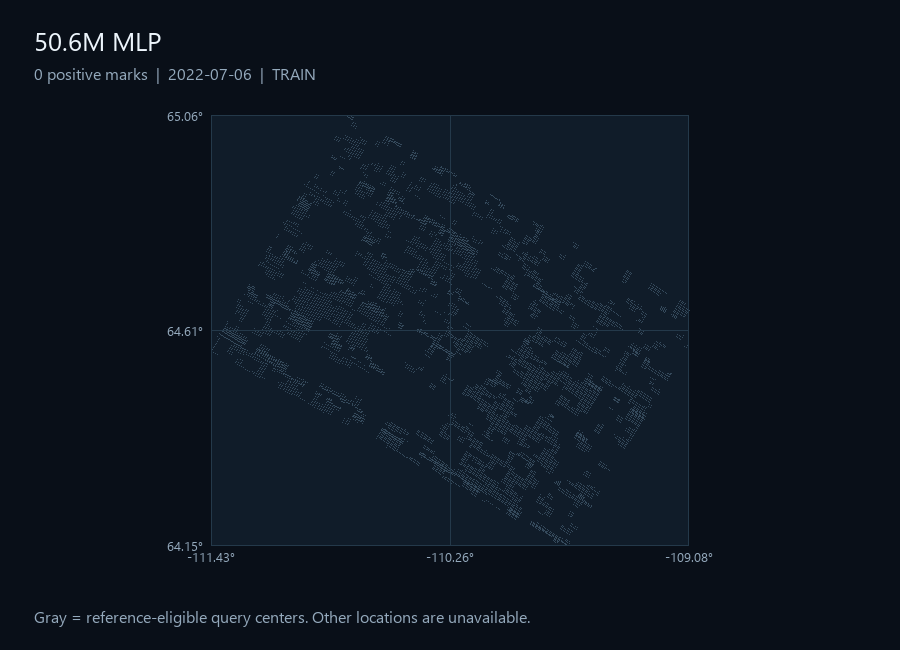 50.6M MLP
0 positive marks | 2022-07-06 | TRAIN
65.06°
64.61°
64.15°
-111.43°
-110.26°
-109.08°
Gray = reference-eligible query centers. Other locations are unavailable.